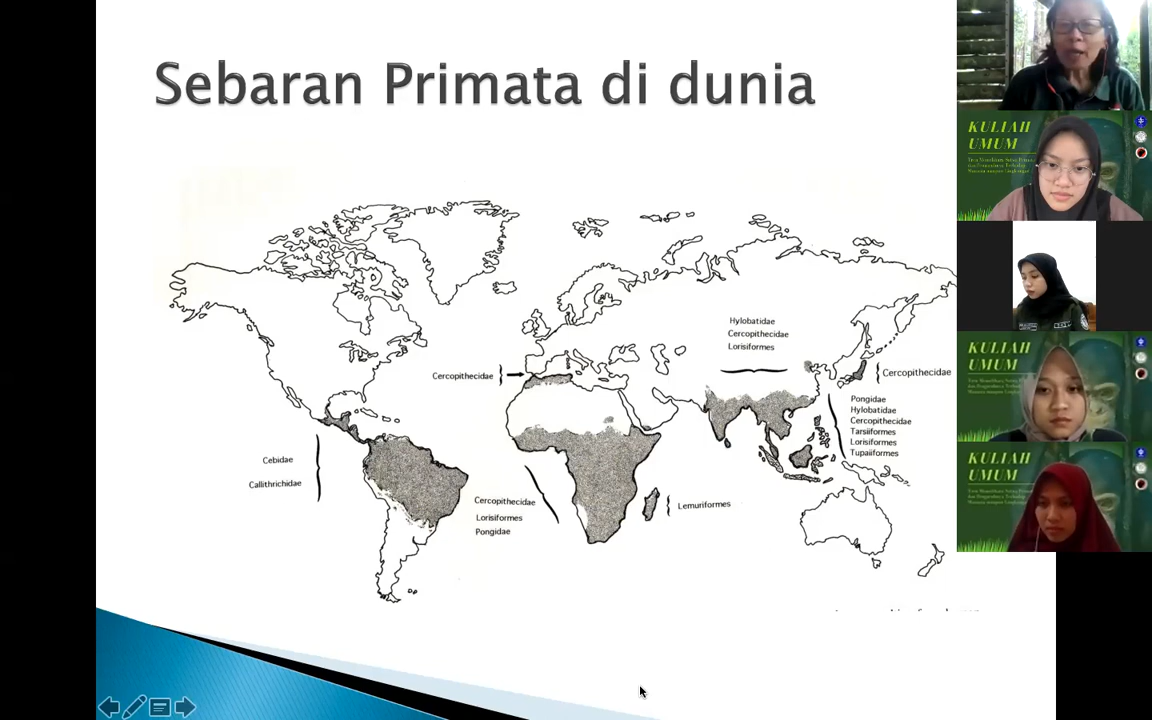 Sebaran Primata di dunia
Hylobatidae
Cercopithecidae
Lorisiformes
Cercopithecidae
Cercopithecidae
Pongidae
Hylobatidae
Cercopithecidae
Tarsiiformes
Lorisiformes
Tupaiiformes
Cebidae
Callithrichidae
Cercopithecidae
Lorisiformes
Pongidae
Lemuriformes
KULIAH
UMUM
KULIAH
UMUM
KULIAH
UMUM